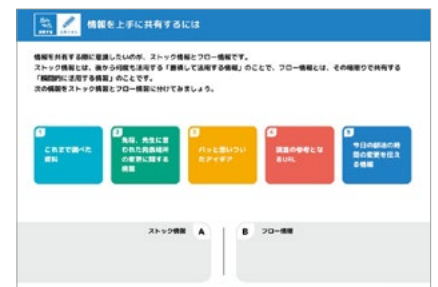 情報を上手に共有するには
情報を共有する際に意識したいのが、ストック情報とフロー情報です。
ストック情報とは、後から何度も活用する「蓄積して活用する情報」のことで、フロー情報とは、その場限りで共有する
「瞬間的に活用する情報」のことです。
次の情報をストック情報とフロー情報に分けてみましょう。
1
これまで調べた
資料
2
先程、先生に言
われた発表場所
の変更に関する
情報
3
パッと思いつい
たアイデア
4
調査の参考とな
るURL
5
今日の部活の時
間の変更を伝え
る情報
ストック情報 A
B フロー情報